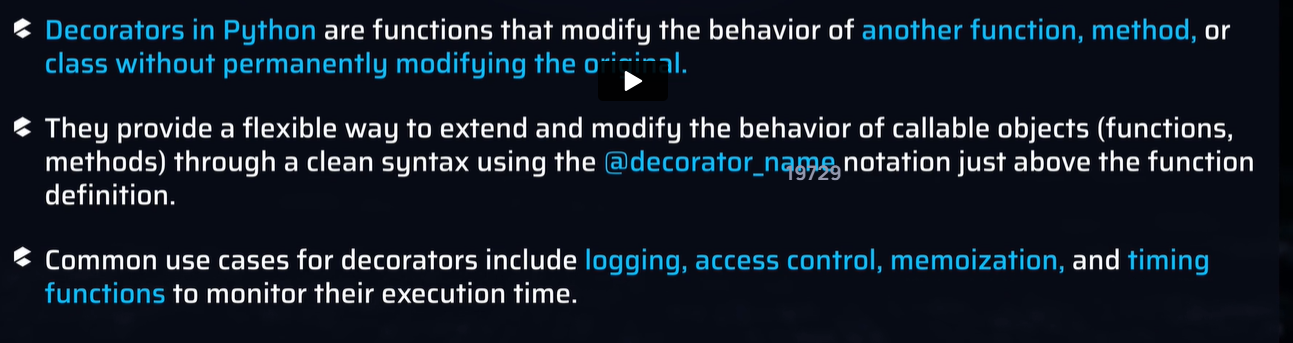 Decorators in Python are functions that modify the behavior of another function, method, or
class without permanently modifying the original.
They provide a flexible way to extend and modify the behavior of callable objects (functions,
methods) through a clean syntax using the @decorator_name notation just above the function
19729
definition.
Common use cases for decorators include logging, access control, memoization, and timing
functions to monitor their execution time.